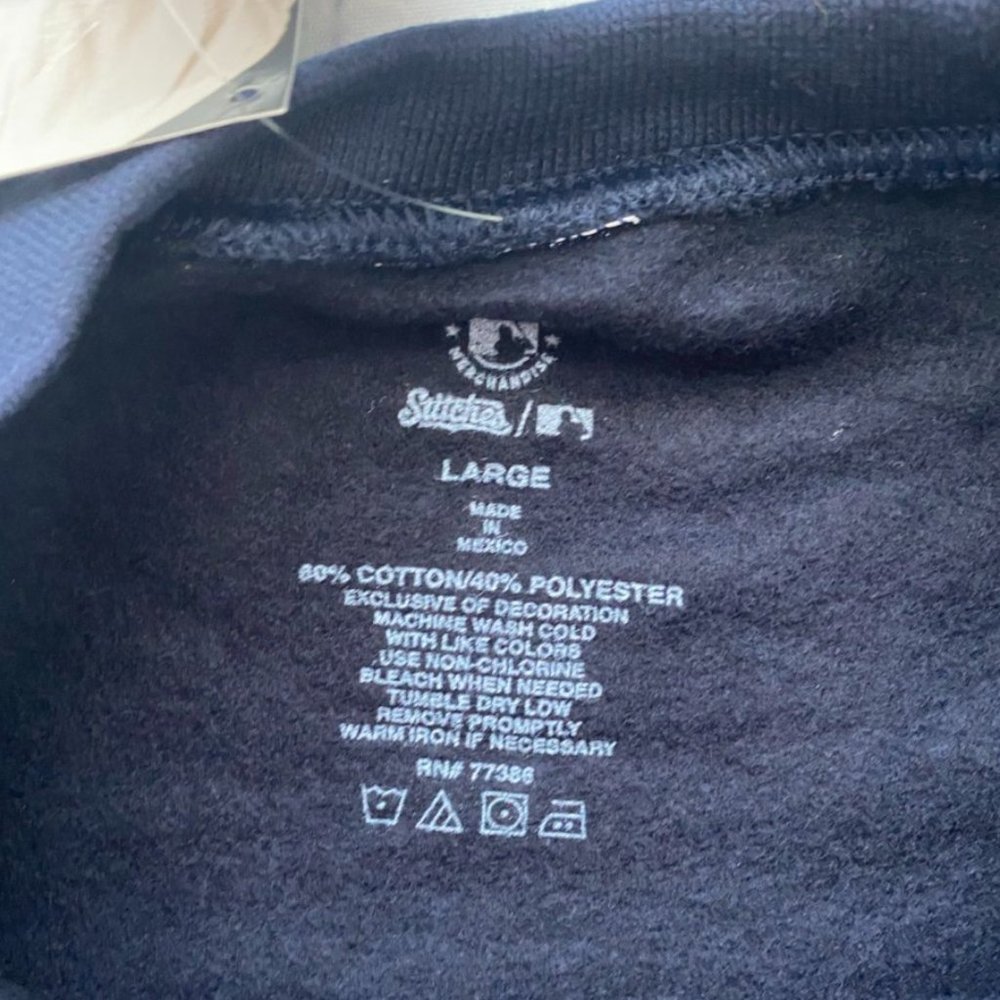 MERCHANDISE
Stitches /
LARGE
MADE
IN
MEXICO
60% COTTON/40% POLYESTER
EXCLUSIVE OF DECORATION
MACHINE WASH COLD
WITH LIKE COLORS
USE NON-CHLORINE
BLEACH WHEN NEEDED
TUMBLE DRY LOW
REMOVE PROMPTLY
WARM IRON IF NECESSARY
RN# 77386